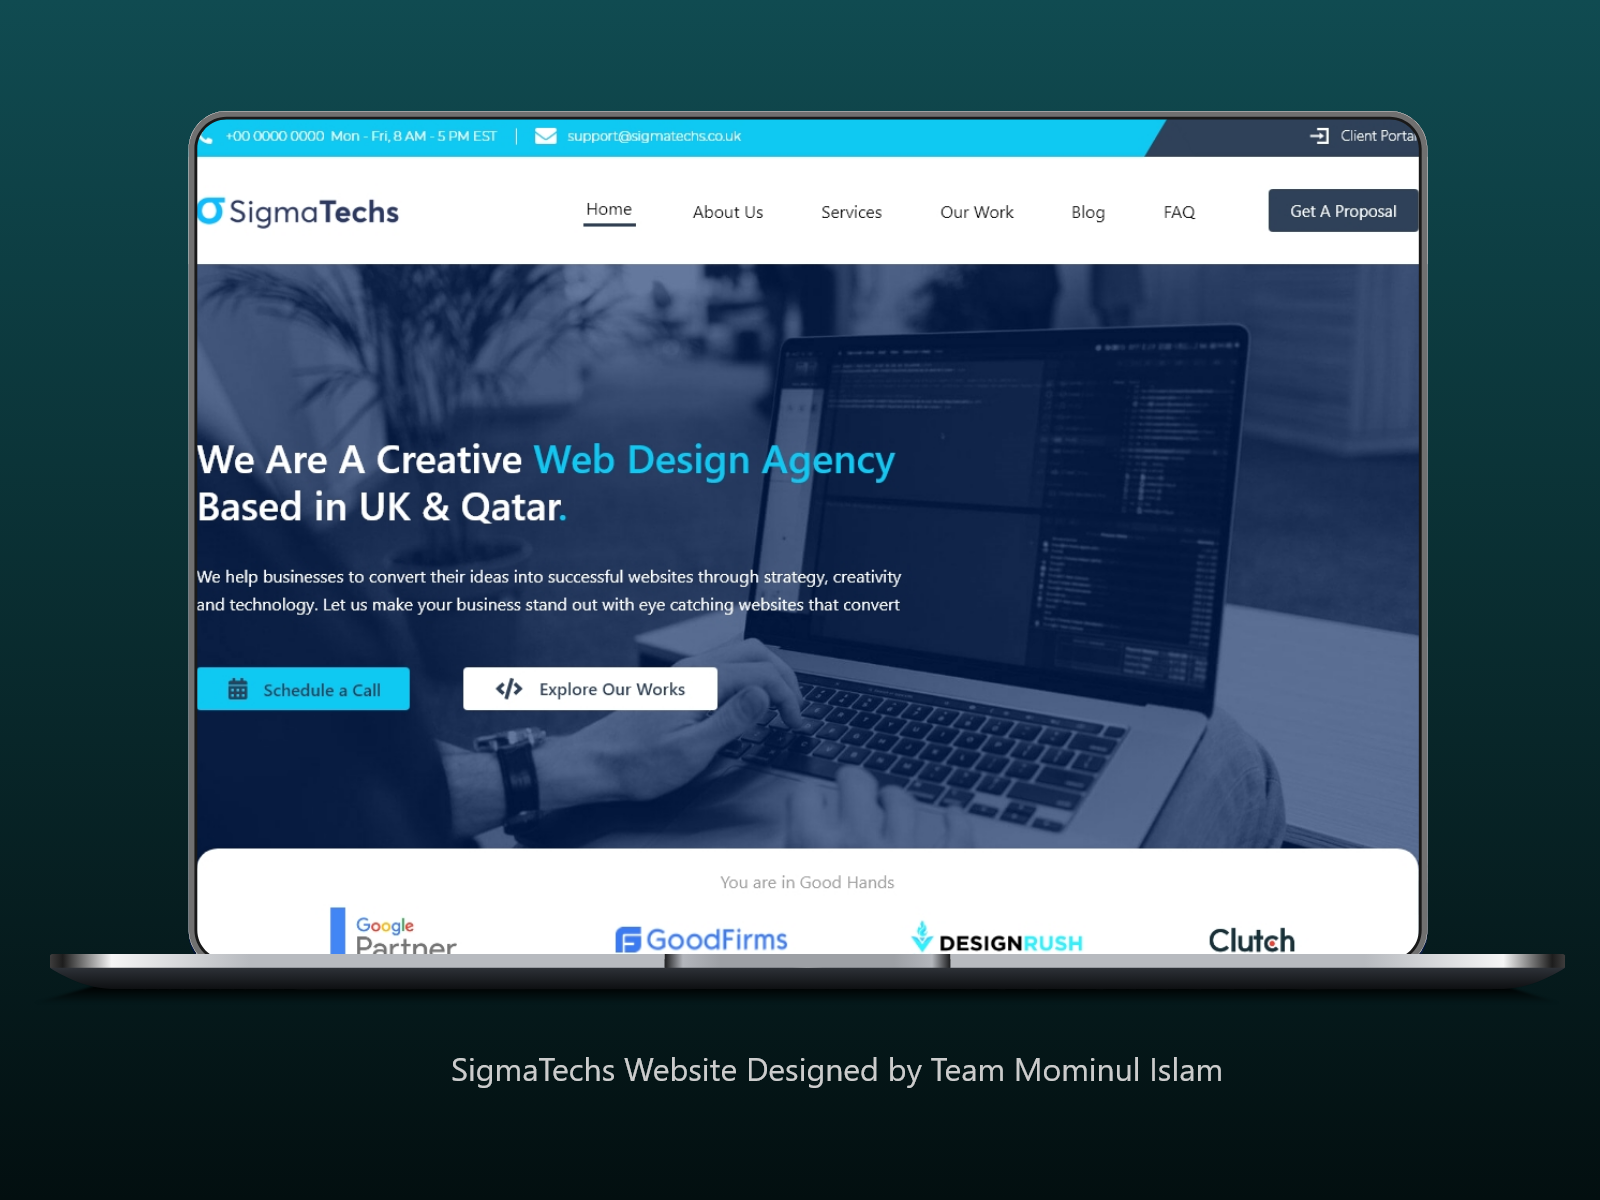 +00 0000 0000 Mon - Fri, 8 AM - 5 PM EST | support@sigmatechs.co.uk Client Portal
SigmaTechs Home About Us Services Our Work Blog FAQ Get A Proposal
We Are A Creative Web Design Agency
Based in UK & Qatar.
We help businesses to convert their ideas into successful websites through strategy, creativity
and technology. Let us make your business stand out with eye catching websites that convert
Schedule a Call </> Explore Our Works
You are in Good Hands
Google
Partner GoodFirms DESIGNRUSH Clutch
SigmaTechs Website Designed by Team Mominul Islam